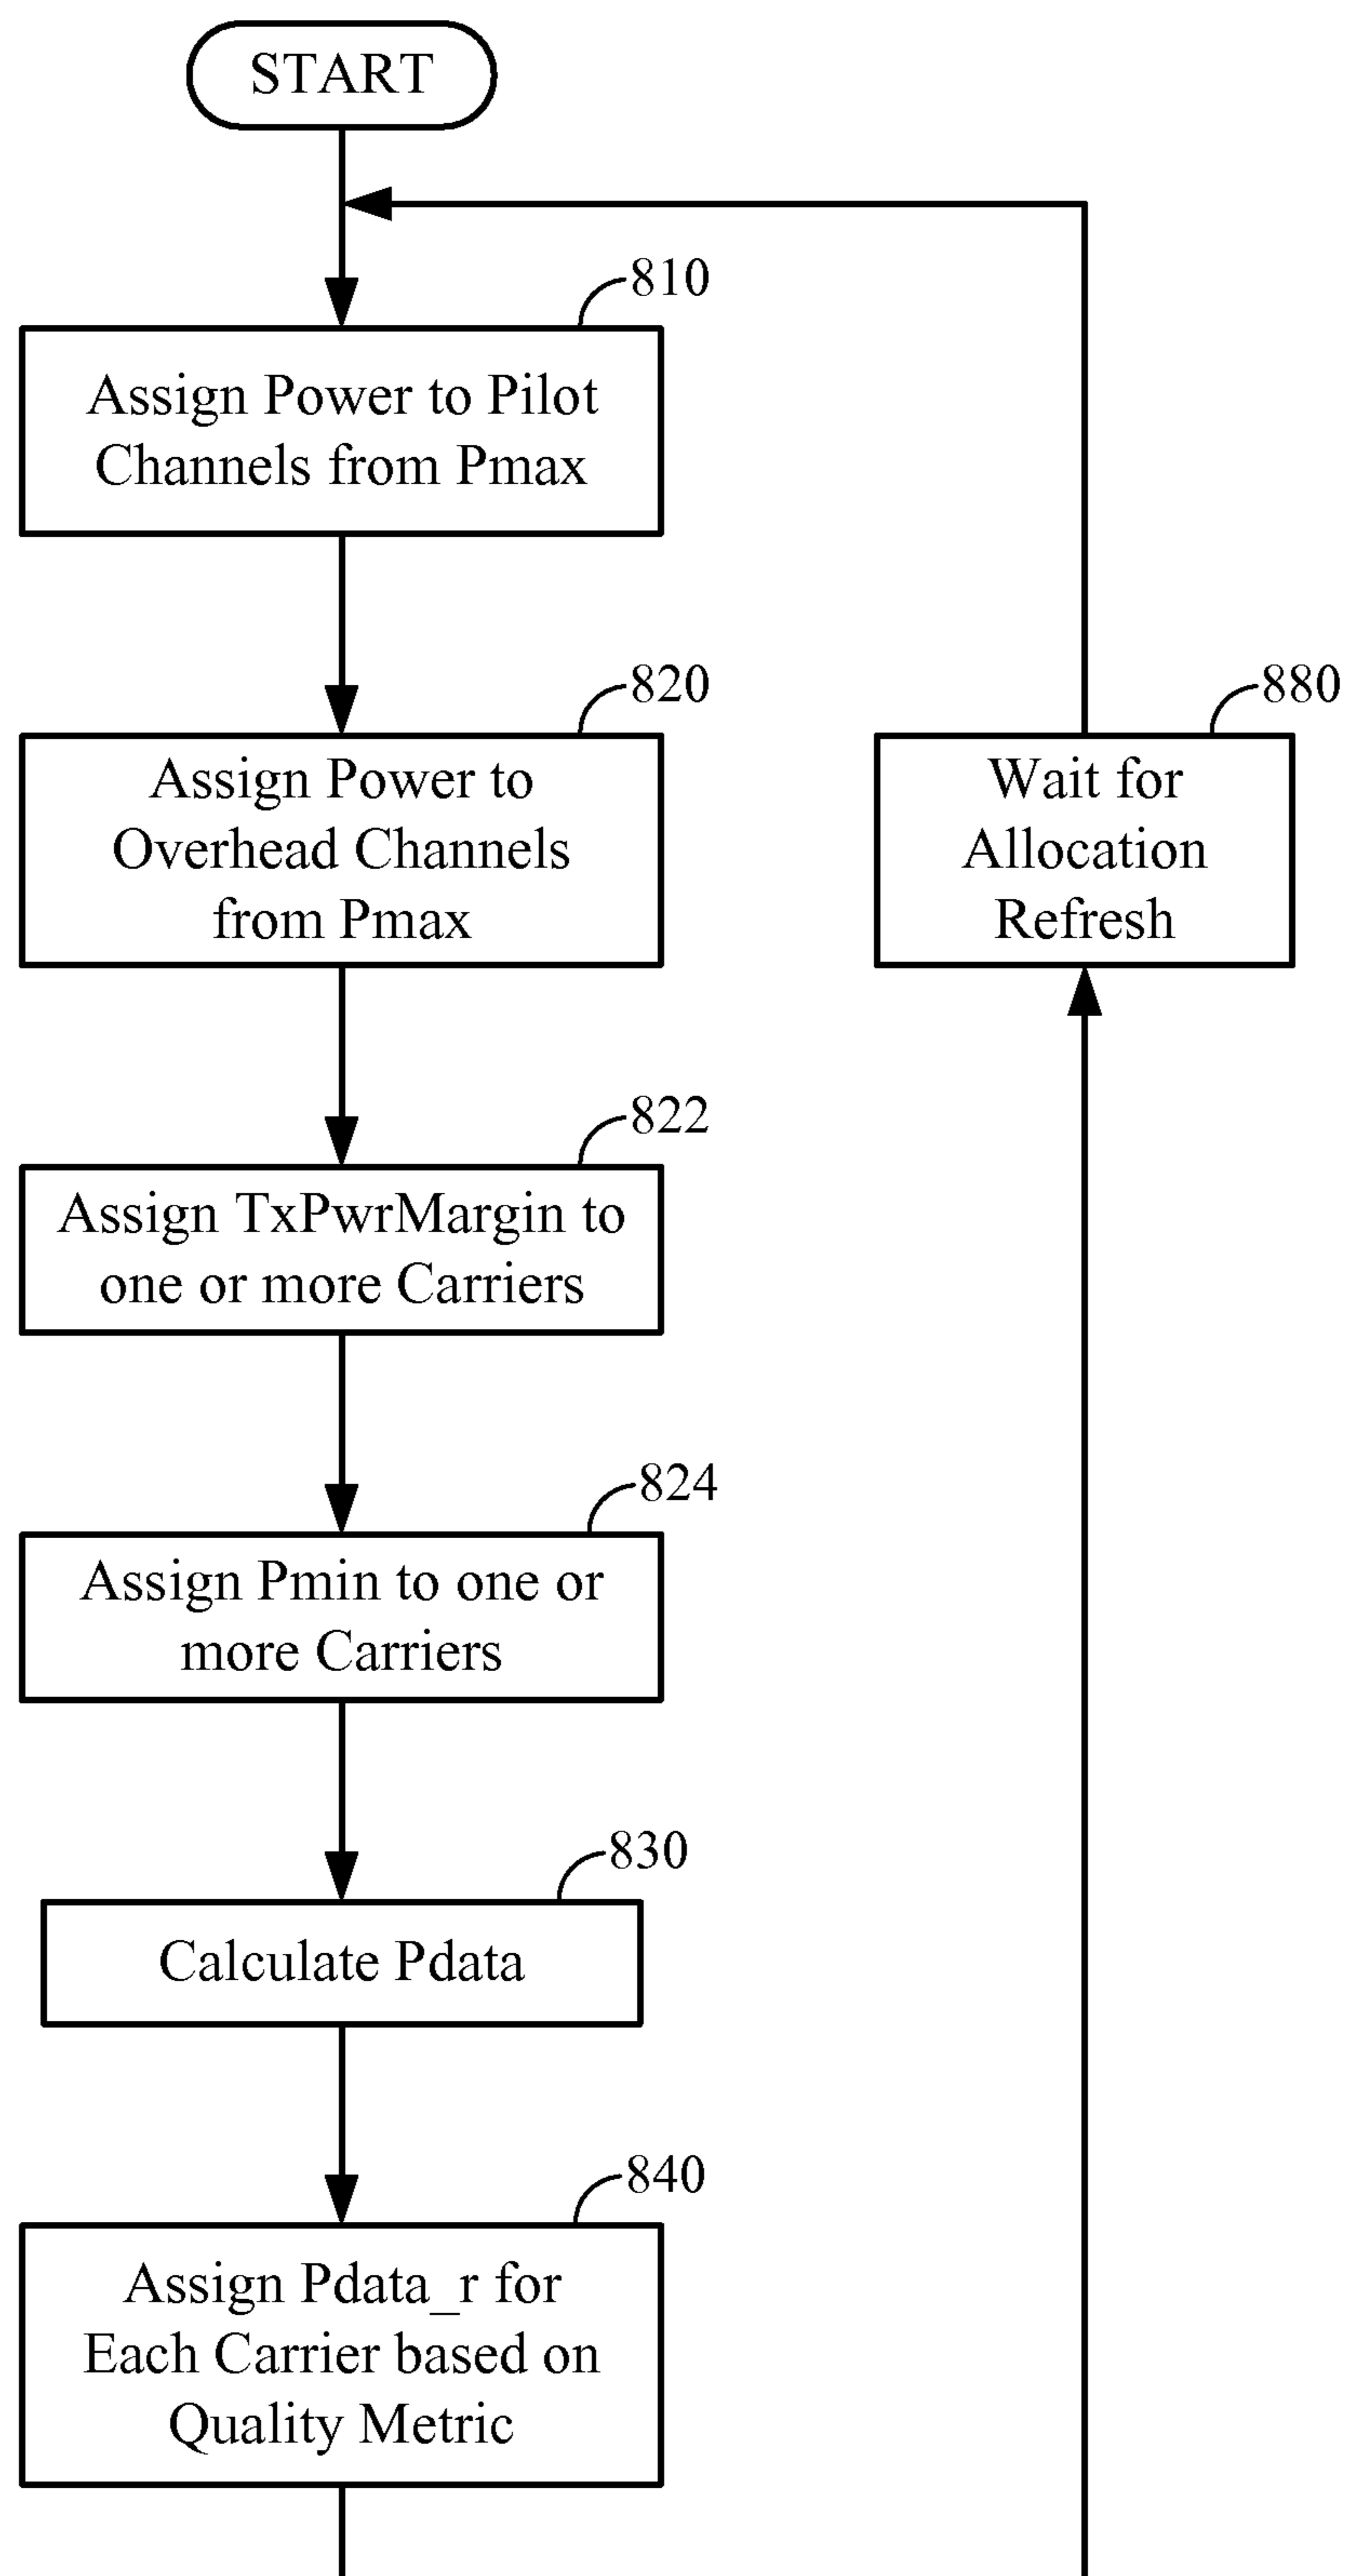 START
810
Assign Power to Pilot
Channels from Pmax
820
Assign Power to
Overhead Channels
from Pmax
880
Wait for
Allocation
Refresh
822
Assign TxPwrMargin to
one or more Carriers
824
Assign Pmin to one or
more Carriers
830
Calculate Pdata
840
Assign Pdata_r for
Each Carrier based on
Quality Metric